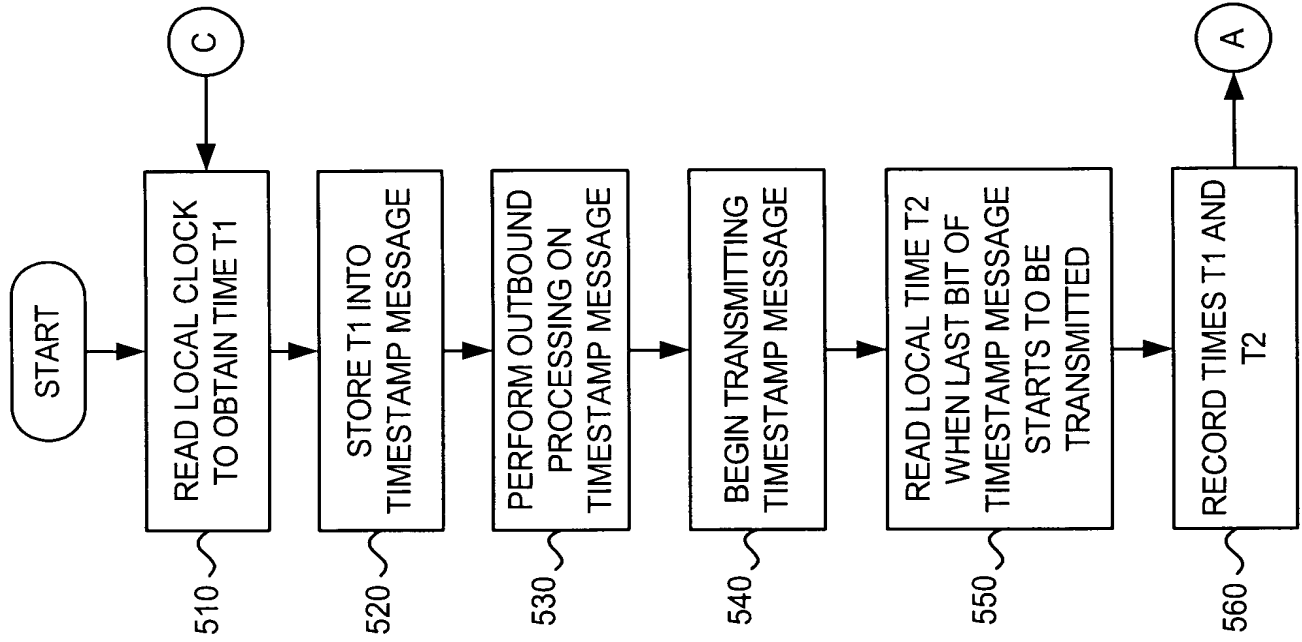 START
C
510
READ LOCAL CLOCK
TO OBTAIN TIME T1
520
STORE T1 INTO
TIMESTAMP MESSAGE
530
PERFORM OUTBOUND
PROCESSING ON
TIMESTAMP MESSAGE
540
BEGIN TRANSMITTING
TIMESTAMP MESSAGE
550
READ LOCAL TIME T2
WHEN LAST BIT OF
TIMESTAMP MESSAGE
STARTS TO BE
TRANSMITTED
560
RECORD TIMES T1 AND
T2
A